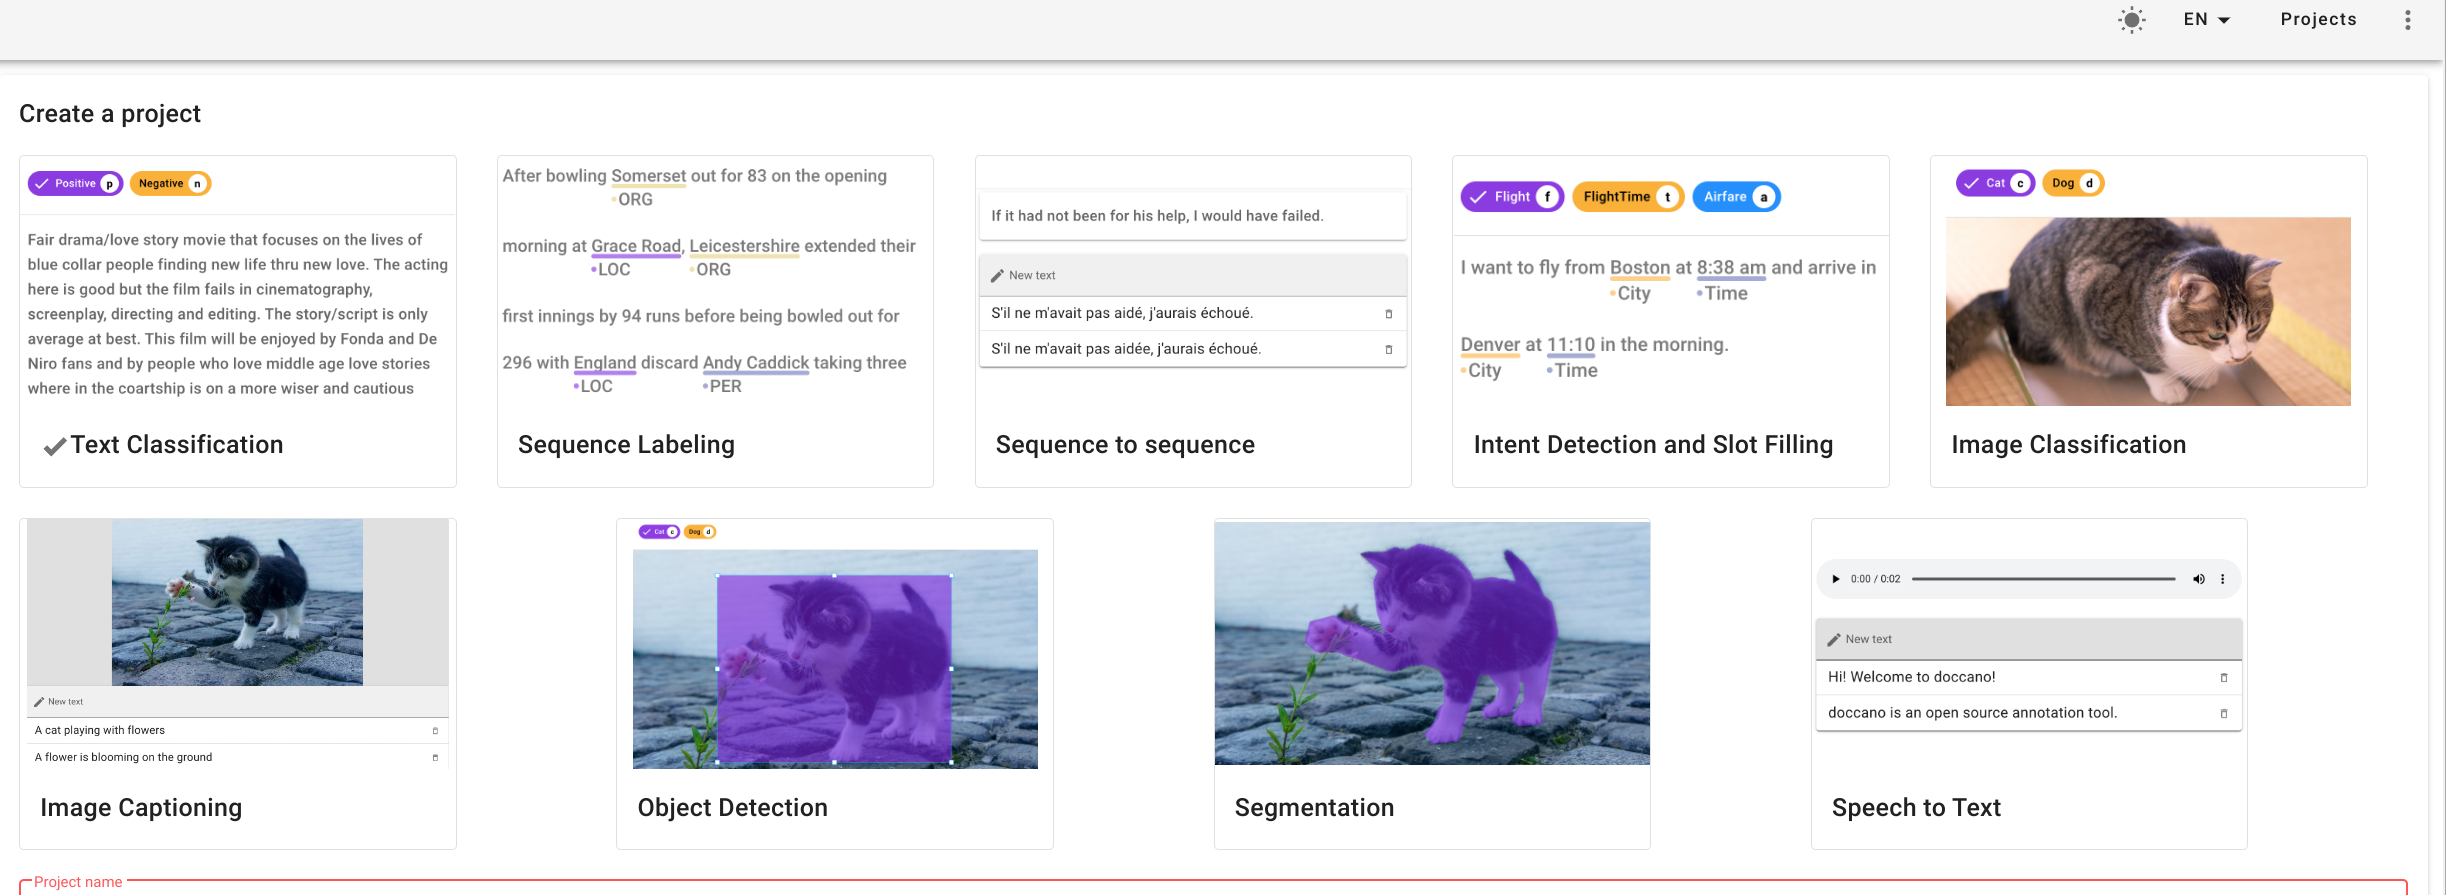 EN Projects
Create a project
Positive p Negative n
Fair drama/love story movie that focuses on the lives of
blue collar people finding new life thru new love. The acting
here is good but the film fails in cinematography,
screenplay, directing and editing. The story/script is only
average at best. This film will be enjoyed by Fonda and De
Niro fans and by people who love middle age love stories
where in the coartship is on a more wiser and cautious
Text Classification
After bowling Somerset out for 83 on the opening
•ORG
morning at Grace Road, Leicestershire extended their
•LOC •ORG
first innings by 94 runs before being bowled out for
296 with England discard Andy Caddick taking three
•LOC •PER
Sequence Labeling
If it had not been for his help, I would have failed.
New text
S'il ne m'avait pas aidé, j'aurais échoué.
S'il ne m'avait pas aidée, j'aurais échoué.
Sequence to sequence
Flight f FlightTime t Airfare a
I want to fly from Boston at 8:38 am and arrive in
•City •Time
Denver at 11:10 in the morning.
•City •Time
Intent Detection and Slot Filling
Cat c Dog d
Image Classification
New text
A cat playing with flowers
A flower is blooming on the ground
Image Captioning
Cat c Dog d
Object Detection
Segmentation
0:00 / 0:02
New text
Hi! Welcome to doccano!
doccano is an open source annotation tool.
Speech to Text
Project name